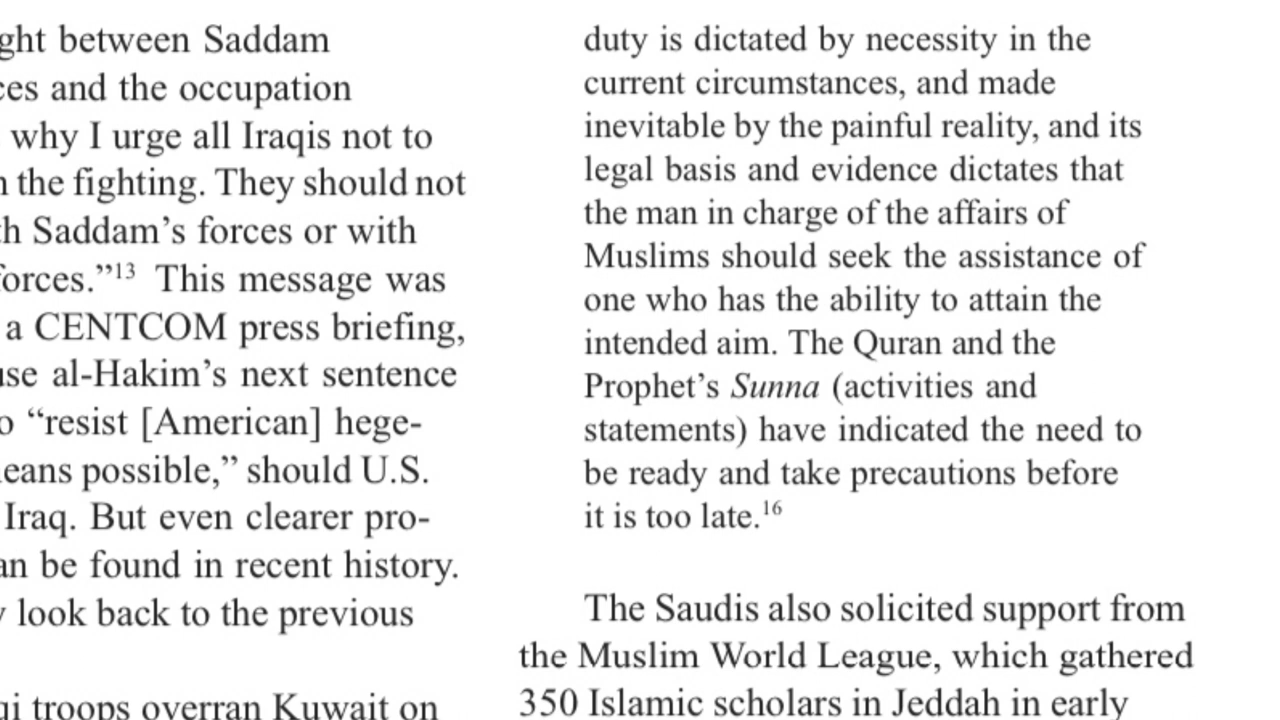 between Saddam
and the occupation
why I urge all Iraqis not to
the fighting. They should not
Saddam’s forces or with
forces.”13 This message was
a CENTCOM press briefing,
al-Hakim’s next sentence
“resist [American] hege-
possible,” should U.S.
Iraq. But even clearer pro-
be found in recent history.
look back to the previous
troops overran Kuwait on
duty is dictated by necessity in the
current circumstances, and made
inevitable by the painful reality, and its
legal basis and evidence dictates that
the man in charge of the affairs of
Muslims should seek the assistance of
one who has the ability to attain the
intended aim. The Quran and the
Prophet’s Sunna (activities and
statements) have indicated the need to
be ready and take precautions before
it is too late.16
The Saudis also solicited support from
the Muslim World League, which gathered
350 Islamic scholars in Jeddah in early